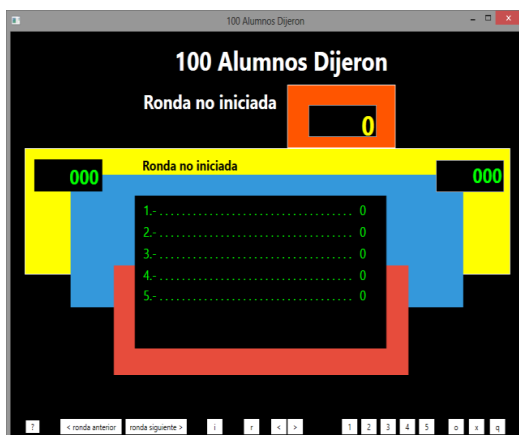 100 Alumnos Dijeron
100 Alumnos Dijeron
Ronda no iniciada
0
000
Ronda no iniciada
000
1.- . . . . . . . . . . . . . . . . . . . . . . . . . . . . . . . . . . 0
2.- . . . . . . . . . . . . . . . . . . . . . . . . . . . . . . . . . . 0
3.- . . . . . . . . . . . . . . . . . . . . . . . . . . . . . . . . . . 0
4.- . . . . . . . . . . . . . . . . . . . . . . . . . . . . . . . . . . 0
5.- . . . . . . . . . . . . . . . . . . . . . . . . . . . . . . . . . . 0
? < ronda anterior ronda siguiente > i r < > 1 2 3 4 5 o x q